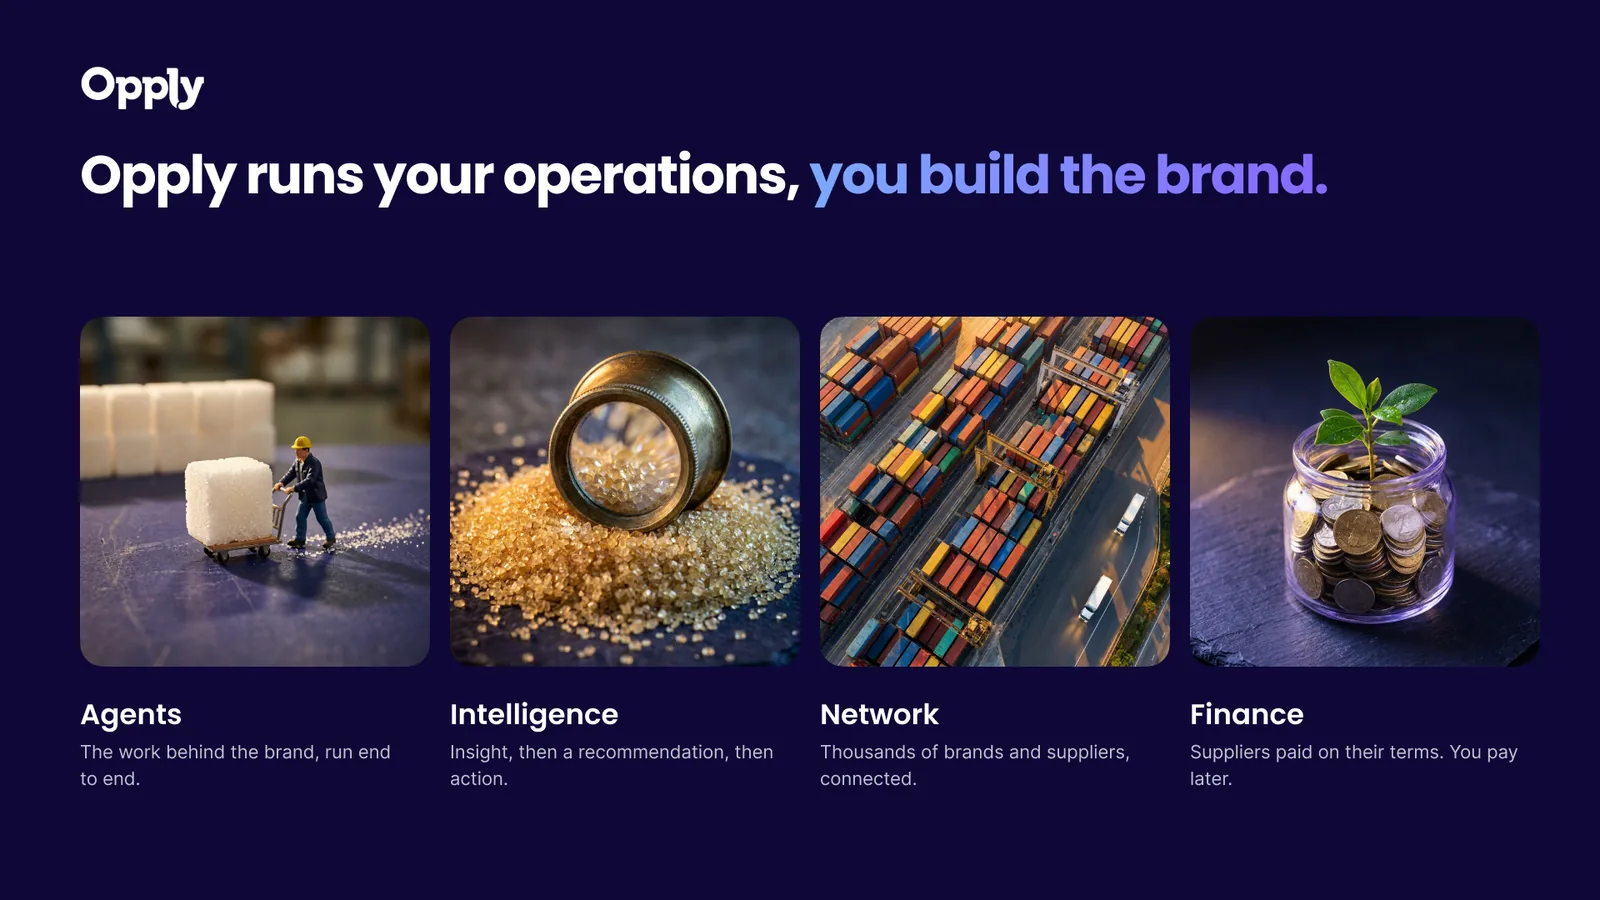 Opply
Opply runs your operations, you build the brand.
Agents
The work behind the brand, run end
to end.
Intelligence
Insight, then a recommendation, then
action.
Network
Thousands of brands and suppliers,
connected.
Finance
Suppliers paid on their terms. You pay
later.